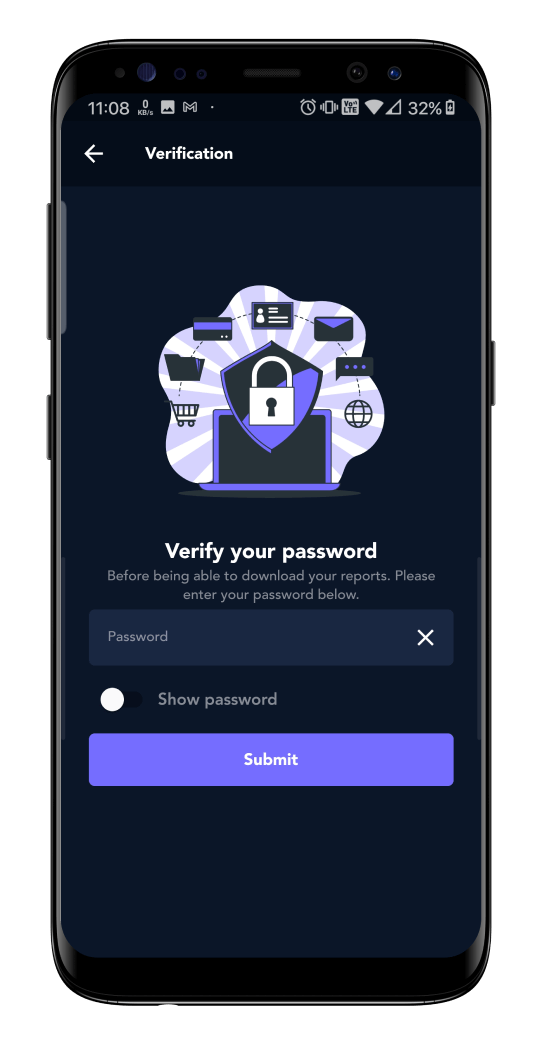 11:08 0 KB/s Vo)) LTE 32%
Verification
Verify your password
Before being able to download your reports. Please
enter your password below.
Password
Show password
Submit